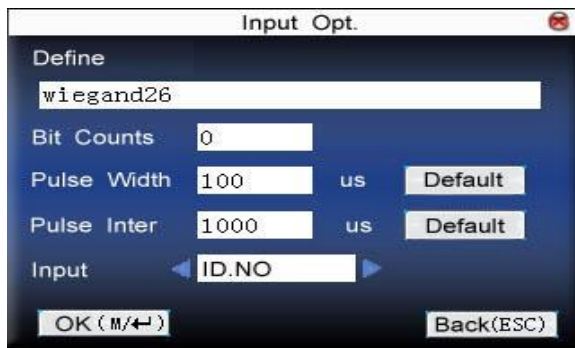 Input Opt.
Define
wiegand26
Bit Counts 0
Pulse Width 100 us Default
Pulse Inter 1000 us Default
Input ID.NO
OK(M/↵) Back(ESC)